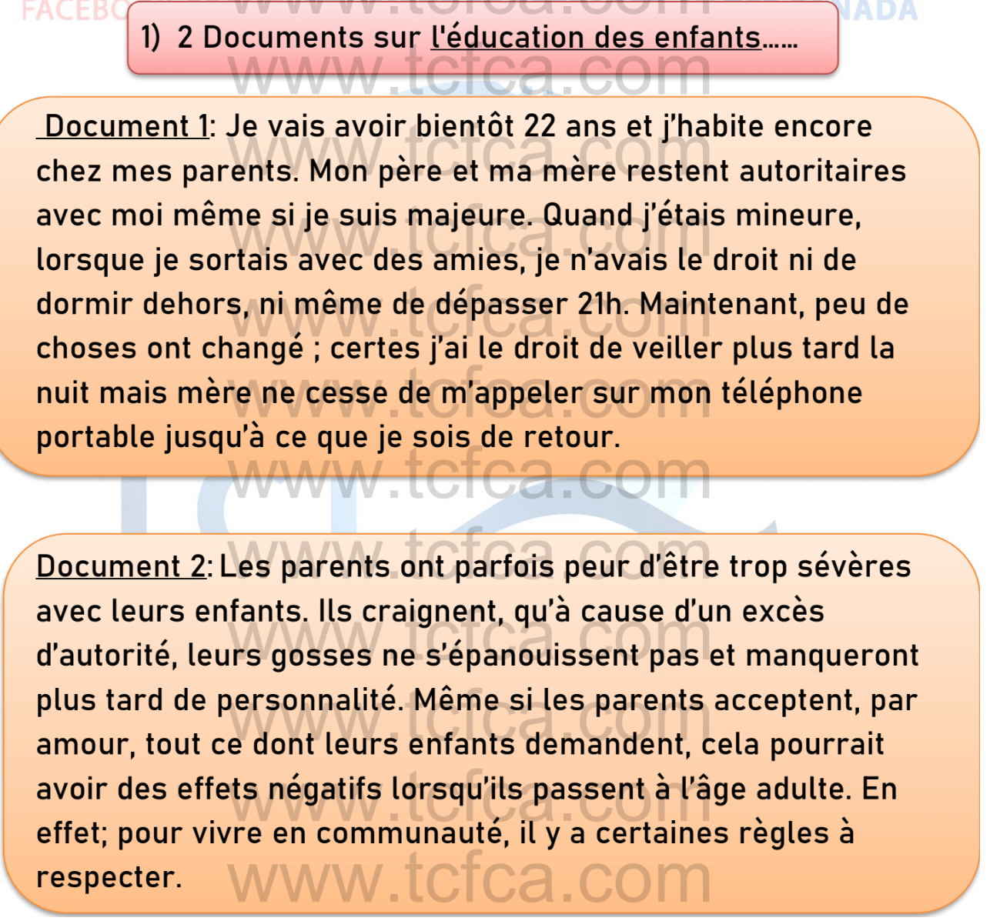 NADA
1) 2 Documents sur l'éducation des enfants......
www.tcfca.com
Document 1: Je vais avoir bientôt 22 ans et j'habite encore
chez mes parents. Mon père et ma mère restent autoritaires
avec moi même si je suis majeure. Quand j'étais mineure,
lorsque je sortais avec des amies, je n'avais le droit ni de
dormir dehors, ni même de dépasser 21h. Maintenant, peu de
choses ont changé ; certes j'ai le droit de veiller plus tard la
nuit mais mère ne cesse de m'appeler sur mon téléphone
portable jusqu'à ce que je sois de retour.
www.tcfca.com
Document 2: Les parents ont parfois peur d'être trop sévères
avec leurs enfants. Ils craignent, qu'à cause d'un excès
d'autorité, leurs gosses ne s'épanouissent pas et manqueront
plus tard de personnalité. Même si les parents acceptent, par
amour, tout ce dont leurs enfants demandent, cela pourrait
avoir des effets négatifs lorsqu'ils passent à l'âge adulte. En
effet; pour vivre en communauté, il y a certaines règles à
respecter.
www.tcfca.com